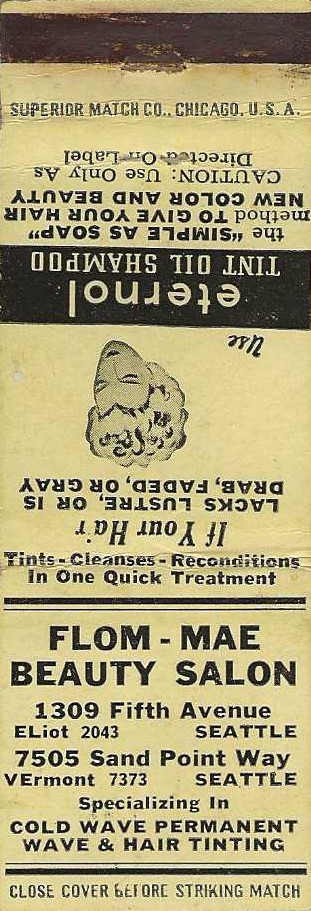 SUPERIOR MATCH CO., CHICAGO, U.S.A.
If Your Ha'r
LACKS LUSTRE, OR IS
DRAB, FADED, OR GRAY
Use
eternol
TINT OIL SHAMPOO
the "SIMPLE AS SOAP"
method TO GIVE YOUR HAIR
NEW COLOR AND BEAUTY
CAUTION: Use Only As
Directed On Label
Tints - Cleanses - Reconditions
In One Quick Treatment
FLOM - MAE
BEAUTY SALON
1309 Fifth Avenue
ELiot 2043 SEATTLE
7505 Sand Point Way
VErmont 7373 SEATTLE
Specializing In
COLD WAVE PERMANENT
WAVE & HAIR TINTING
CLOSE COVER BEFORE STRIKING MATCH